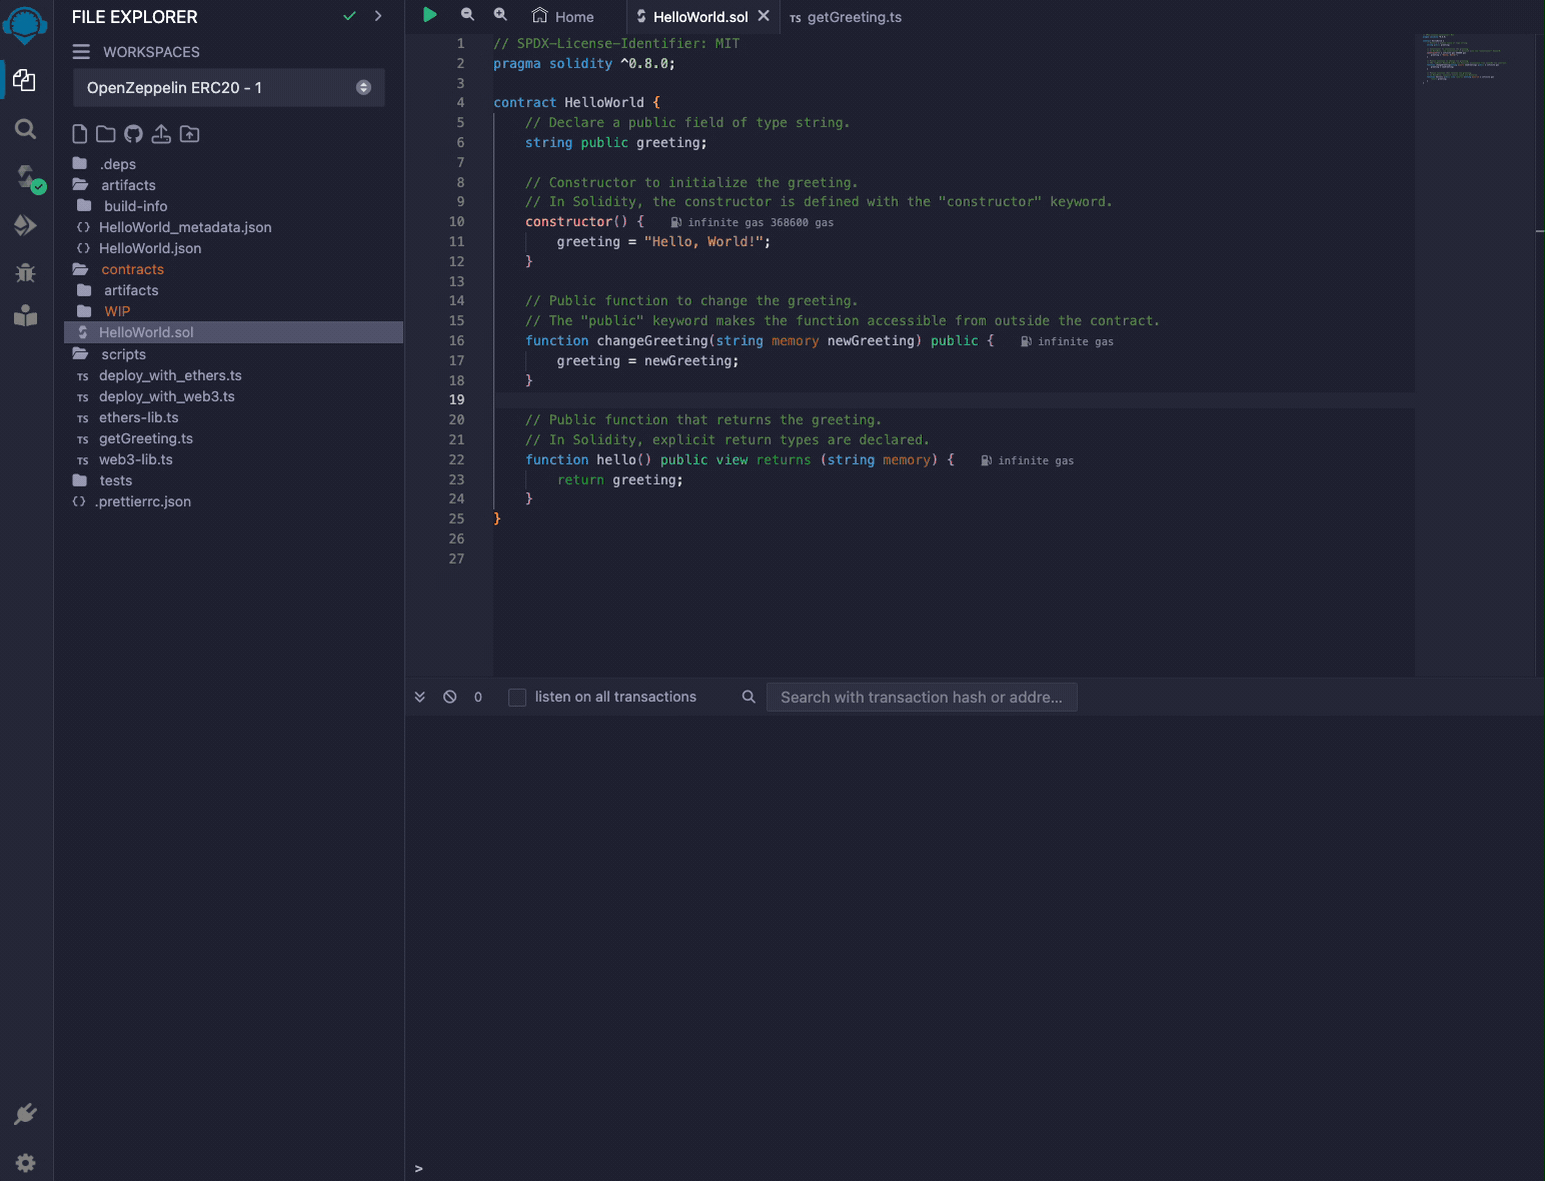 FILE EXPLORER
WORKSPACES
OpenZeppelin ERC20 - 1
.deps
artifacts
build-info
{} HelloWorld_metadata.json
{} HelloWorld.json
contracts
artifacts
WIP
HelloWorld.sol
scripts
TS deploy_with_ethers.ts
TS deploy_with_web3.ts
TS ethers-lib.ts
TS getGreeting.ts
TS web3-lib.ts
tests
{} .prettierrc.json
Home
HelloWorld.sol
TS getGreeting.ts
1 // SPDX-License-Identifier: MIT
2 pragma solidity ^0.8.0;
3
4 contract HelloWorld {
5     // Declare a public field of type string.
6     string public greeting;
7
8     // Constructor to initialize the greeting.
9     // In Solidity, the constructor is defined with the "constructor" keyword.
10     constructor() { infinite gas 368600 gas
11         greeting = "Hello, World!";
12     }
13
14     // Public function to change the greeting.
15     // The "public" keyword makes the function accessible from outside the contract.
16     function changeGreeting(string memory newGreeting) public { infinite gas
17         greeting = newGreeting;
18     }
19
20     // Public function that returns the greeting.
21     // In Solidity, explicit return types are declared.
22     function hello() public view returns (string memory) { infinite gas
23         return greeting;
24     }
25 }
26
27
0 listen on all transactions Search with transaction hash or addre...
>